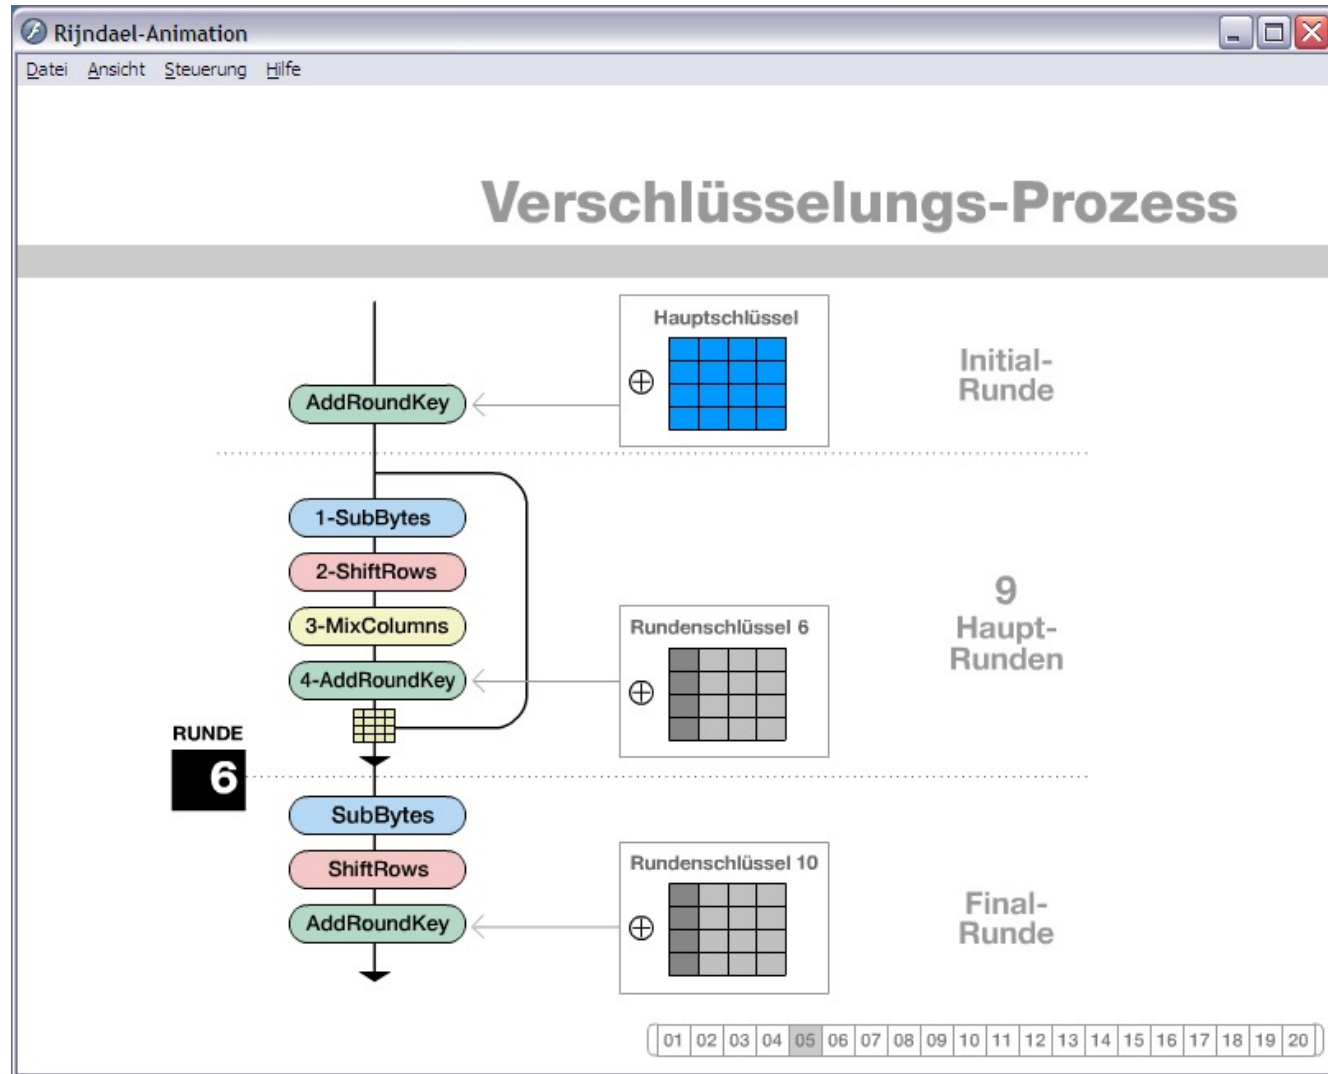 Rijndael-Animation
Datei Ansicht Steuerung Hilfe
Verschlüsselungs-Prozess
Hauptschlüssel
Initial-
Runde
AddRoundKey
1-SubBytes
2-ShiftRows
3-MixColumns
4-AddRoundKey
Rundenschlüssel 6
9
Haupt-
Runden
RUNDE
6
SubBytes
ShiftRows
AddRoundKey
Rundenschlüssel 10
Final-
Runde
01 02 03 04 05 06 07 08 09 10 11 12 13 14 15 16 17 18 19 20